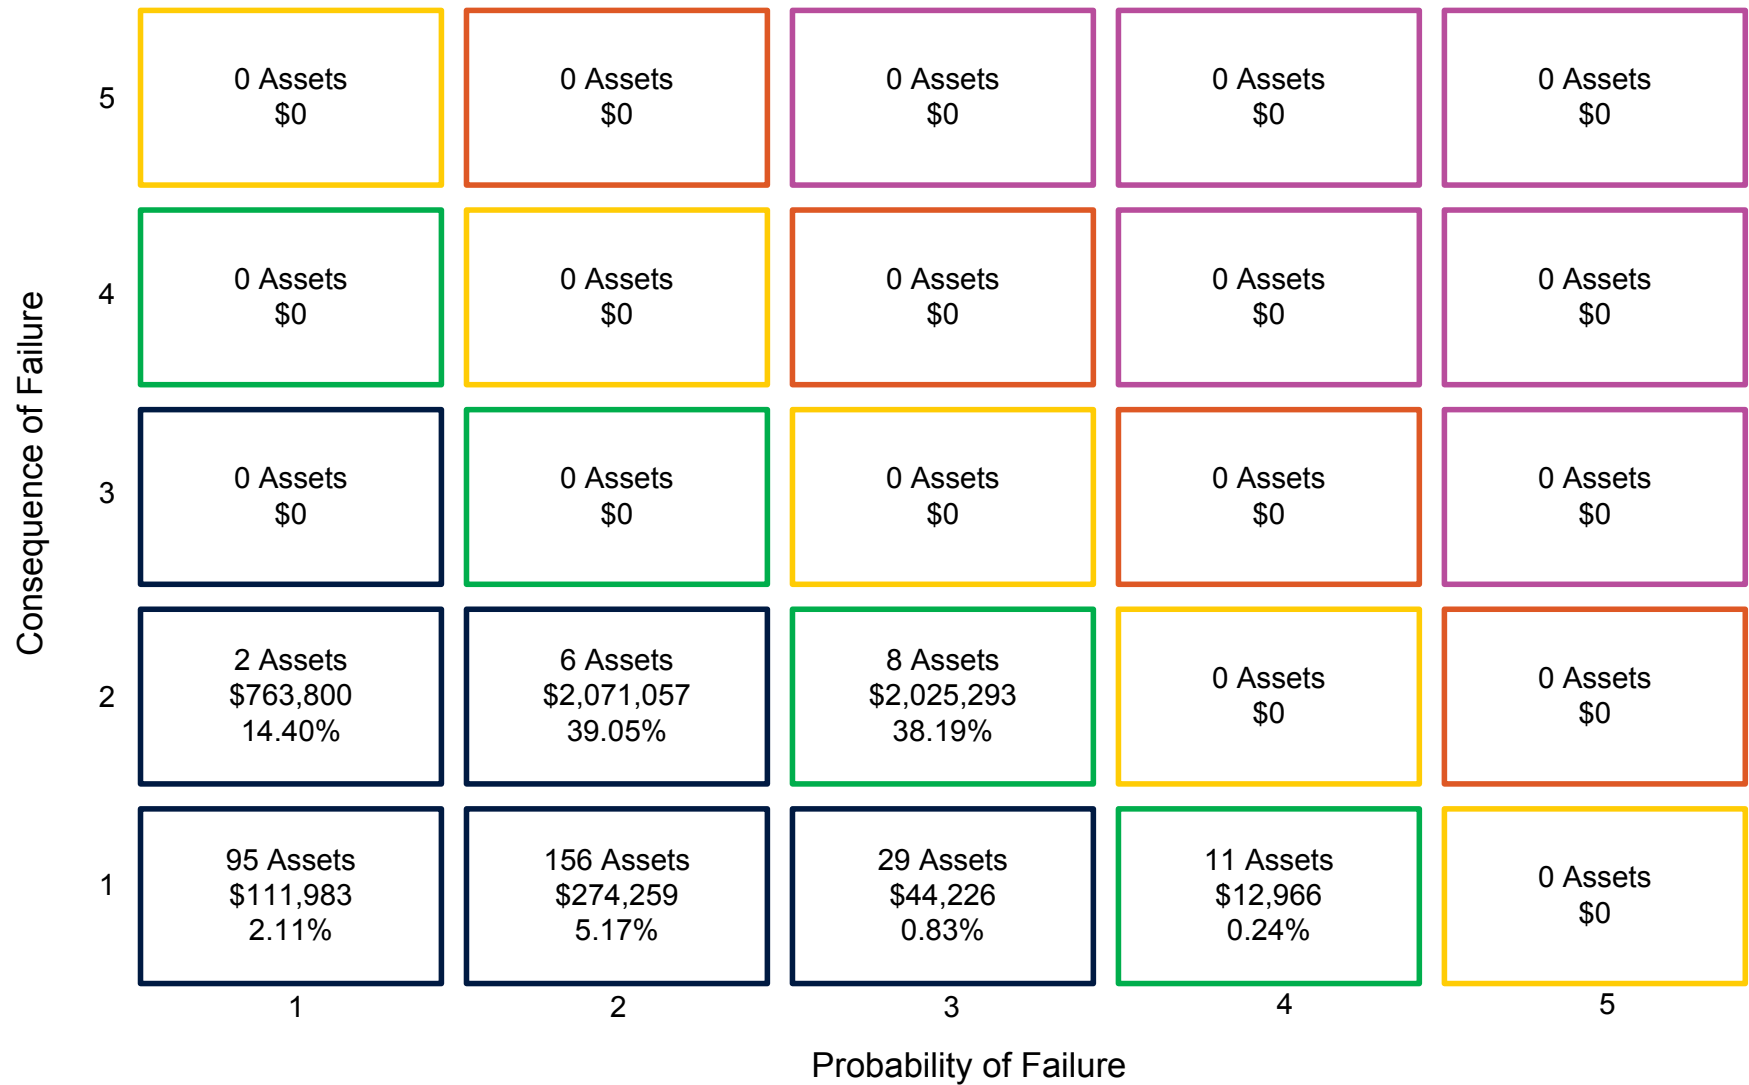 Consequence of Failure
5
0 Assets
$0
0 Assets
$0
0 Assets
$0
0 Assets
$0
0 Assets
$0
4
0 Assets
$0
0 Assets
$0
0 Assets
$0
0 Assets
$0
0 Assets
$0
3
0 Assets
$0
0 Assets
$0
0 Assets
$0
0 Assets
$0
0 Assets
$0
2
2 Assets
$763,800
14.40%
6 Assets
$2,071,057
39.05%
8 Assets
$2,025,293
38.19%
0 Assets
$0
0 Assets
$0
1
95 Assets
$111,983
2.11%
156 Assets
$274,259
5.17%
29 Assets
$44,226
0.83%
11 Assets
$12,966
0.24%
0 Assets
$0
1
2
3
4
5
Probability of Failure